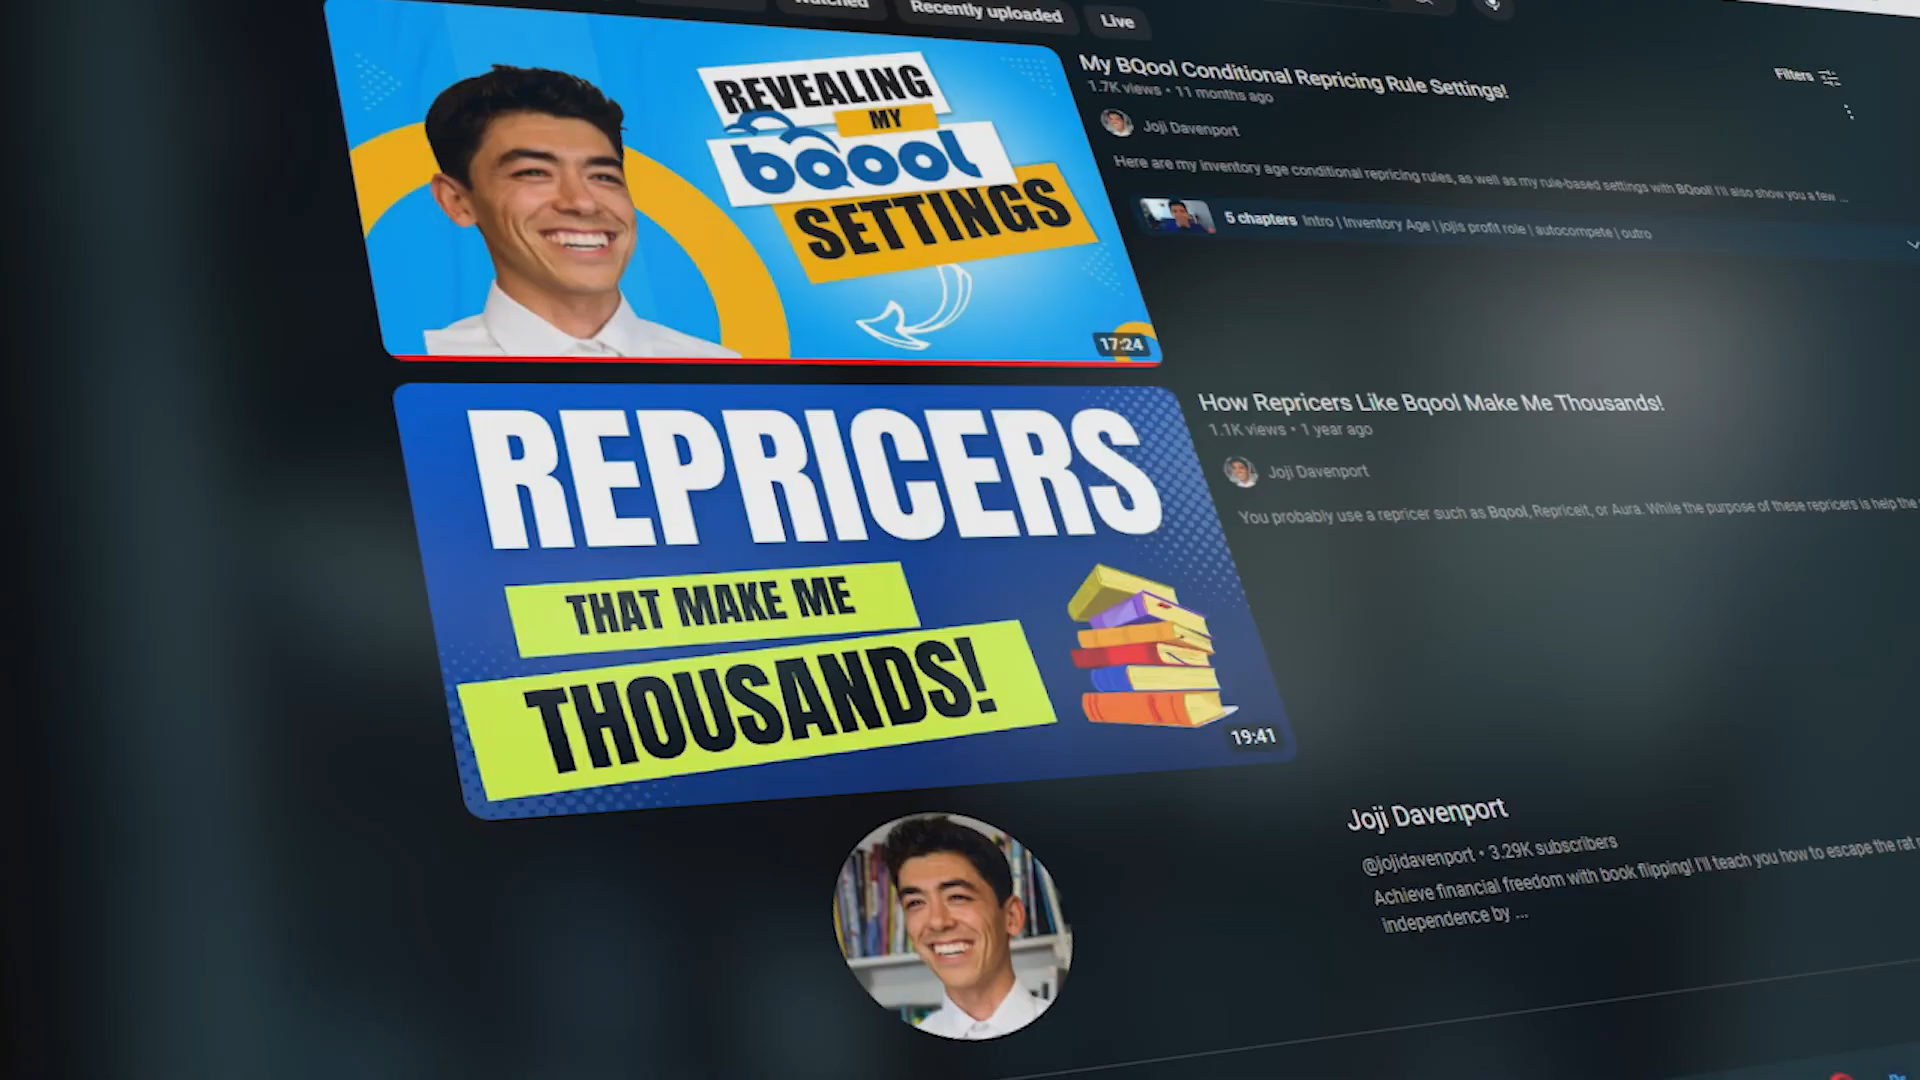 Watched
Recently uploaded
Live
REVEALING
MY
bqool
SETTINGS
17:24
My BQool Conditional Repricing Rule Settings!
1.7K views • 11 months ago
Joji Davenport
Here are my inventory age conditional repricing rules, as well as my rule-based settings with BQool! I'll also show you a few ...
5 chapters Intro | Inventory Age | jojis profit role | autocompete | outro
Filters
REPRICERS
THAT MAKE ME
THOUSANDS!
19:41
How Repricers Like Bqool Make Me Thousands!
1.1K views • 1 year ago
Joji Davenport
You probably use a repricer such as Bqool, RepriceIt, or Aura. While the purpose of these repricers is help the
Joji Davenport
@jojidavenport • 3.29K subscribers
Achieve financial freedom with book flipping! I'll teach you how to escape the rat
independence by ...